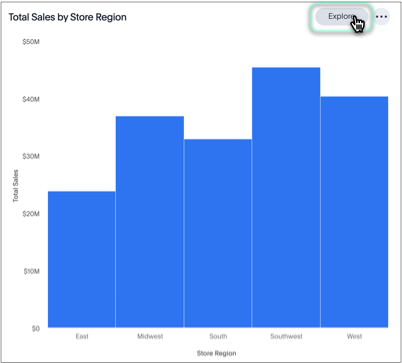 Total Sales by Store Region
Explore
$50M
$40M
$30M
$20M
$10M
$0
Total Sales
East
Midwest
South
Southwest
West
Store Region